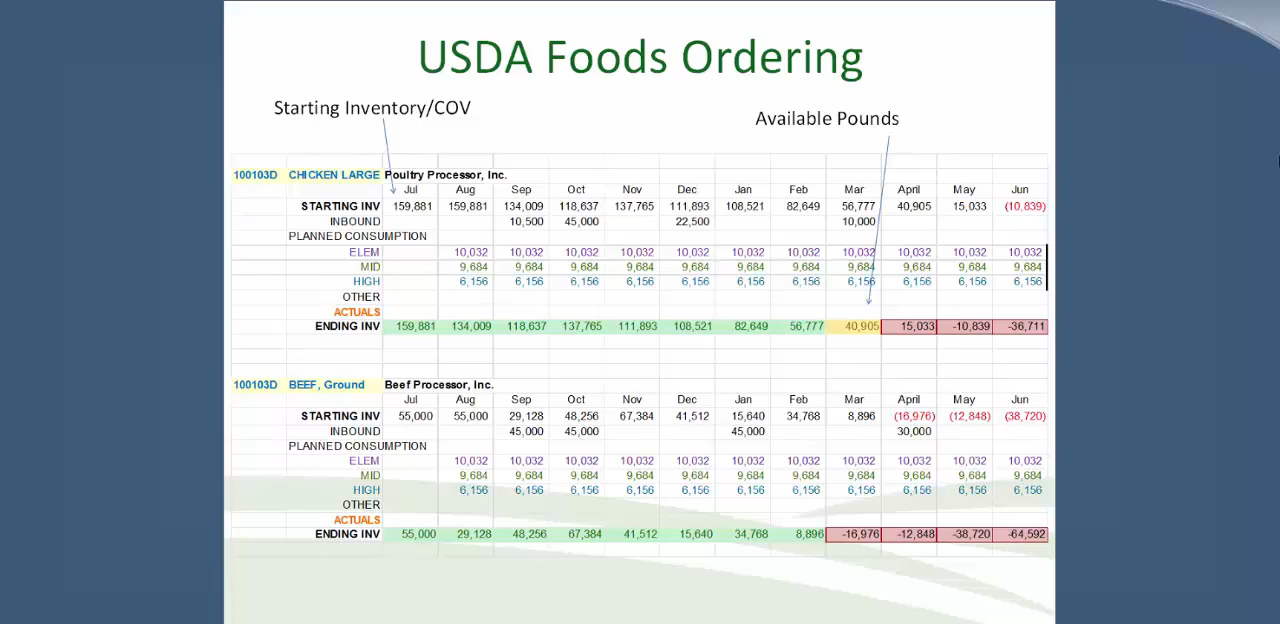 USDA Foods Ordering
Starting Inventory/COV
Available Pounds
100103D CHICKEN LARGE Poultry Processor, Inc.
Jul Aug Sep Oct Nov Dec Jan Feb Mar April May Jun
STARTING INV 159,881 159,881 134,009 118,637 137,765 111,893 108,521 82,649 56,777 40,905 15,033 (10,839)
INBOUND 10,500 45,000 22,500 10,000
PLANNED CONSUMPTION
ELEM 10,032 10,032 10,032 10,032 10,032 10,032 10,032 10,032 10,032 10,032 10,032
MID 9,684 9,684 9,684 9,684 9,684 9,684 9,684 9,684 9,684 9,684 9,684
HIGH 6,156 6,156 6,156 6,156 6,156 6,156 6,156 6,156 6,156 6,156 6,156
OTHER
ACTUALS
ENDING INV 159,881 134,009 118,637 137,765 111,893 108,521 82,649 56,777 40,905 15,033 -10,839 -36,711
100103D BEEF, Ground Beef Processor, Inc.
Jul Aug Sep Oct Nov Dec Jan Feb Mar April May Jun
STARTING INV 55,000 55,000 29,128 48,256 67,384 41,512 15,640 34,768 8,896 (16,976) (12,848) (38,720)
INBOUND 45,000 45,000 45,000 30,000
PLANNED CONSUMPTION
ELEM 10,032 10,032 10,032 10,032 10,032 10,032 10,032 10,032 10,032 10,032 10,032
MID 9,684 9,684 9,684 9,684 9,684 9,684 9,684 9,684 9,684 9,684 9,684
HIGH 6,156 6,156 6,156 6,156 6,156 6,156 6,156 6,156 6,156 6,156 6,156
OTHER
ACTUALS
ENDING INV 55,000 29,128 48,256 67,384 41,512 15,640 34,768 8,896 -16,976 -12,848 -38,720 -64,592